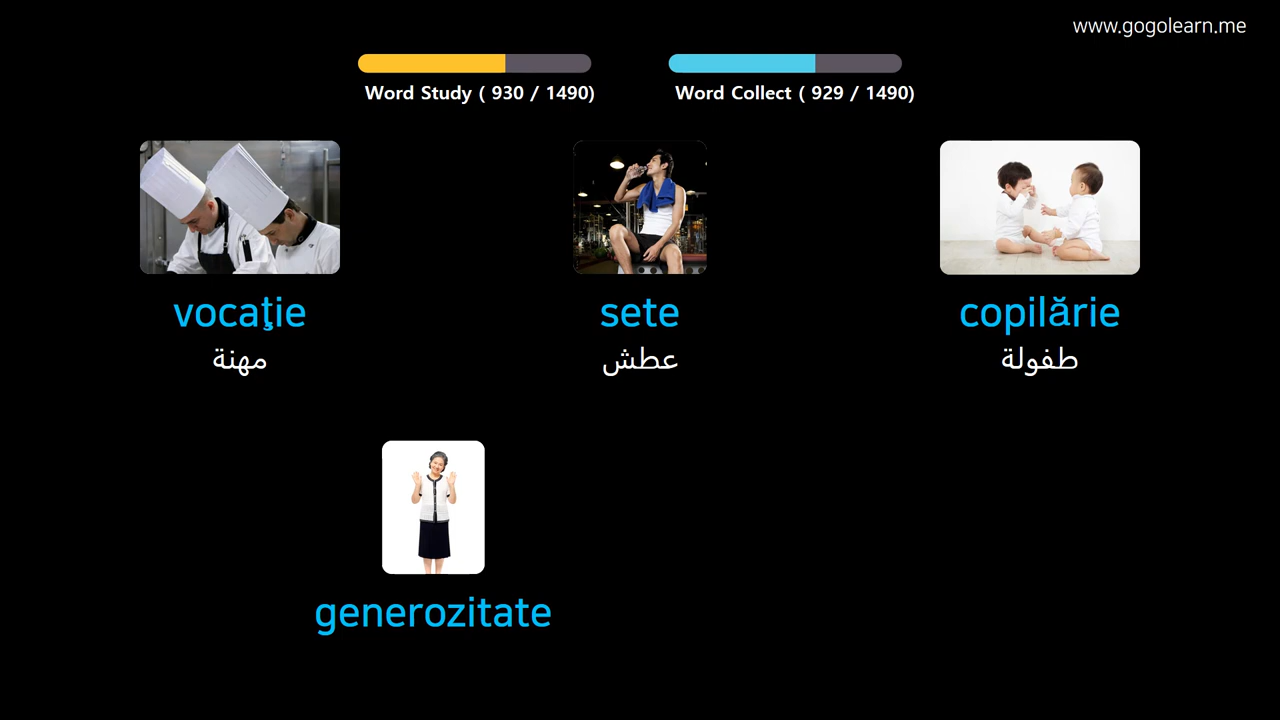 www.gogolearn.me
Word Study ( 930 / 1490)
Word Collect ( 929 / 1490)
vocaţie
sete
copilărie
مهنة
عطش
طفولة
generozitate